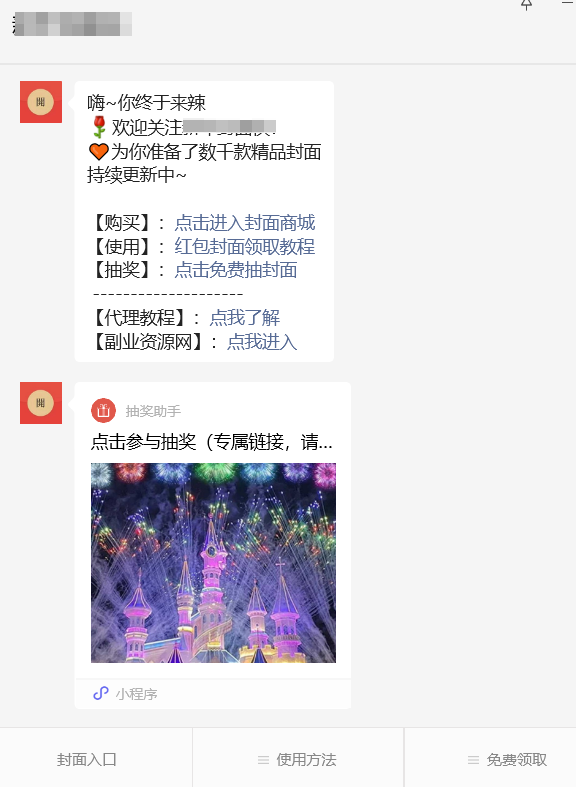 嗨~你终于来辣
欢迎关注
为你准备了数千款精品封面
持续更新中~
【购买】：点击进入封面商城
【使用】：红包封面领取教程
【抽奖】：点击免费抽封面
--------------------
【代理教程】：点我了解
【副业资源网】：点我进入
開
開
抽奖助手
点击参与抽奖（专属链接，请...
小程序
封面入口
使用方法
免费领取